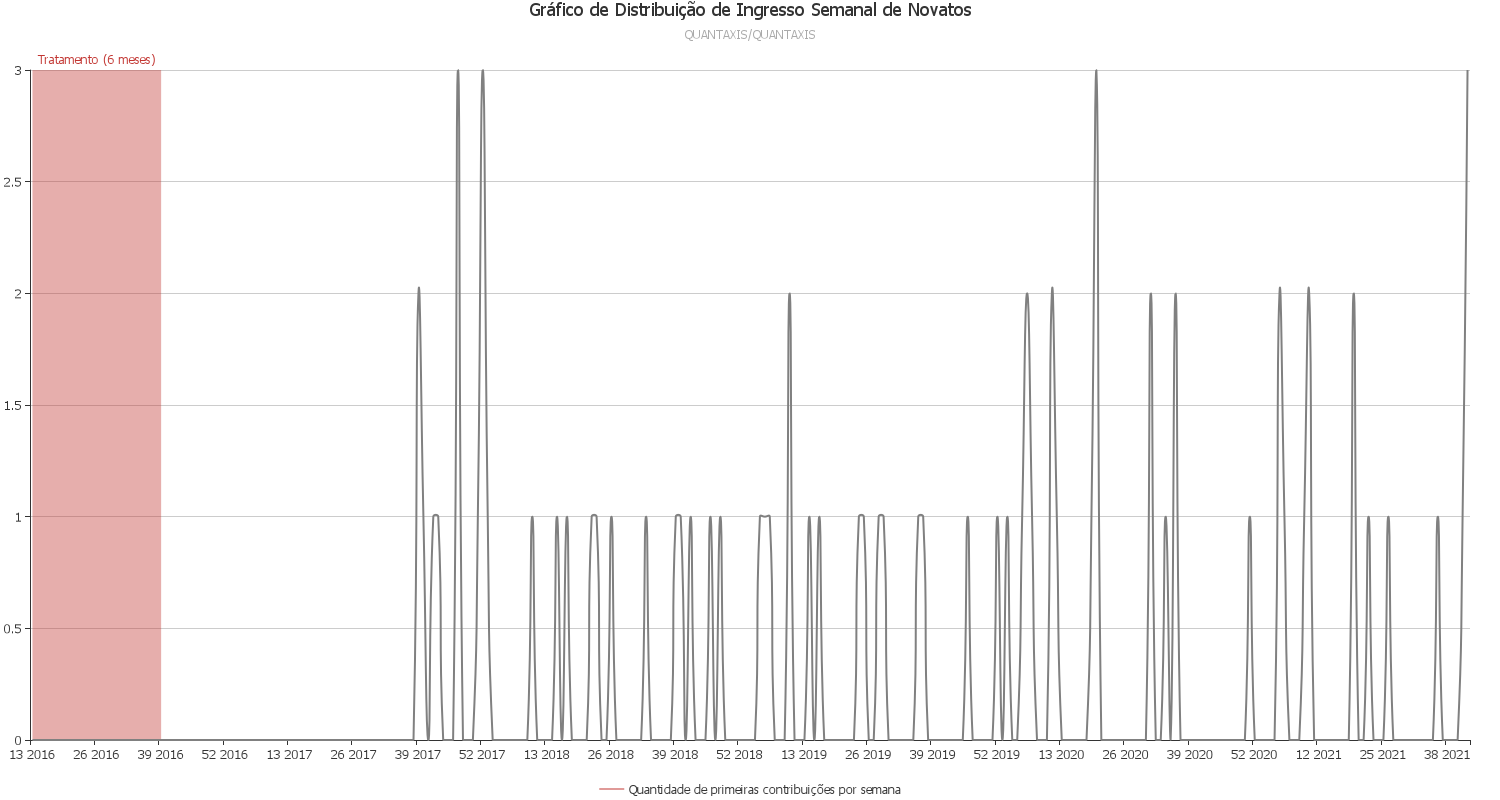 Gráfico de Distribuição de Ingresso Semanal de Novatos
QUANTAXIS/QUANTAXIS
Tratamento (6 meses)
3
2.5
2
1.5
1
0.5
0
13 2016 26 2016 39 2016 52 2016 13 2017 26 2017 39 2017 52 2017 13 2018 26 2018 39 2018 52 2018 13 2019 26 2019 39 2019 52 2019 13 2020 26 2020 39 2020 52 2020 12 2021 25 2021 38 2021
Quantidade de primeiras contribuições por semana